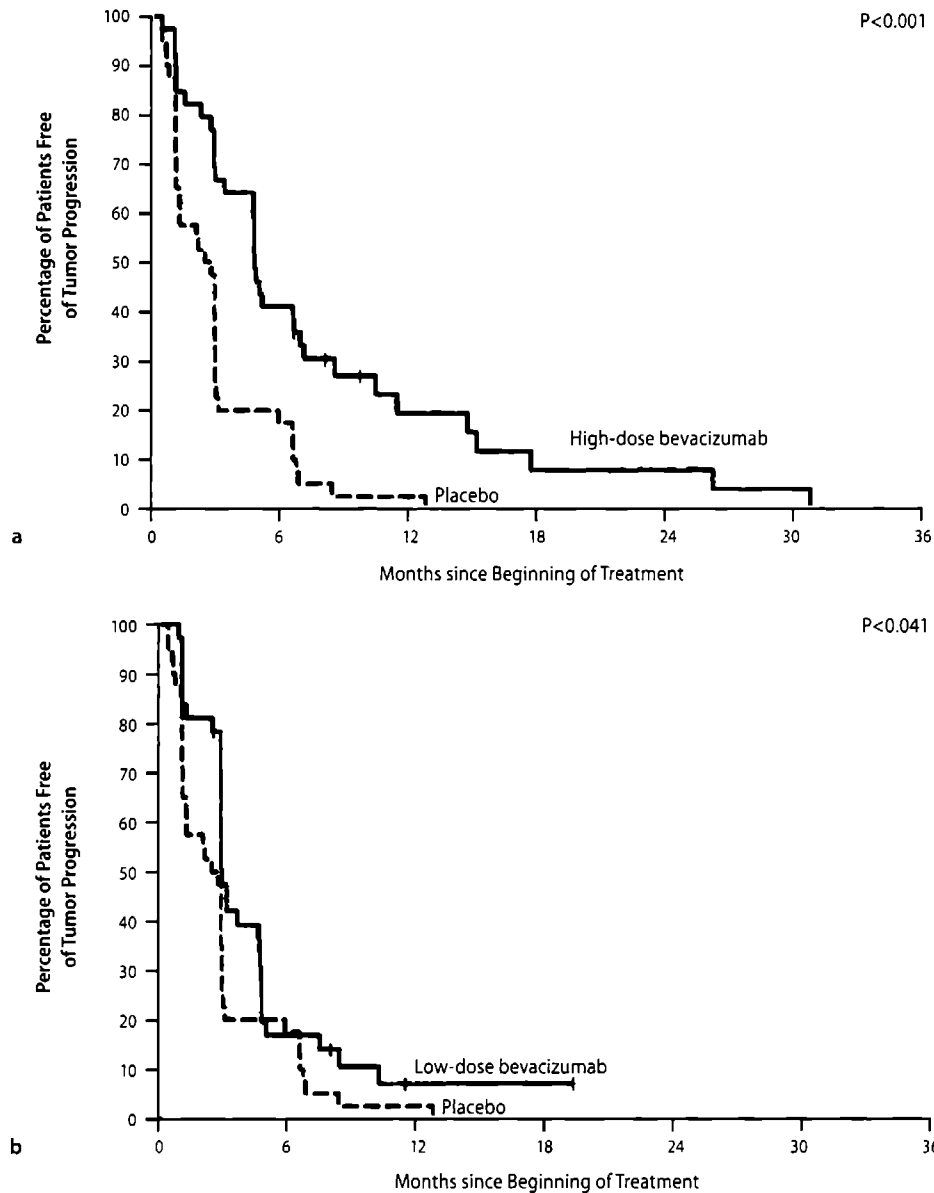 P<0.001
100
90
80
70
60
50
40
30
20
10
0
Percentage of Patients Free
of Tumor Progression
High-dose bevacizumab
Placebo
0 6 12 18 24 30 36
a
Months since Beginning of Treatment
P<0.041
100
90
80
70
60
50
40
30
20
10
0
Percentage of Patients Free
of Tumor Progression
Low-dose bevacizumab
Placebo
0 6 12 18 24 30
b
Months since Beginning of Treatment